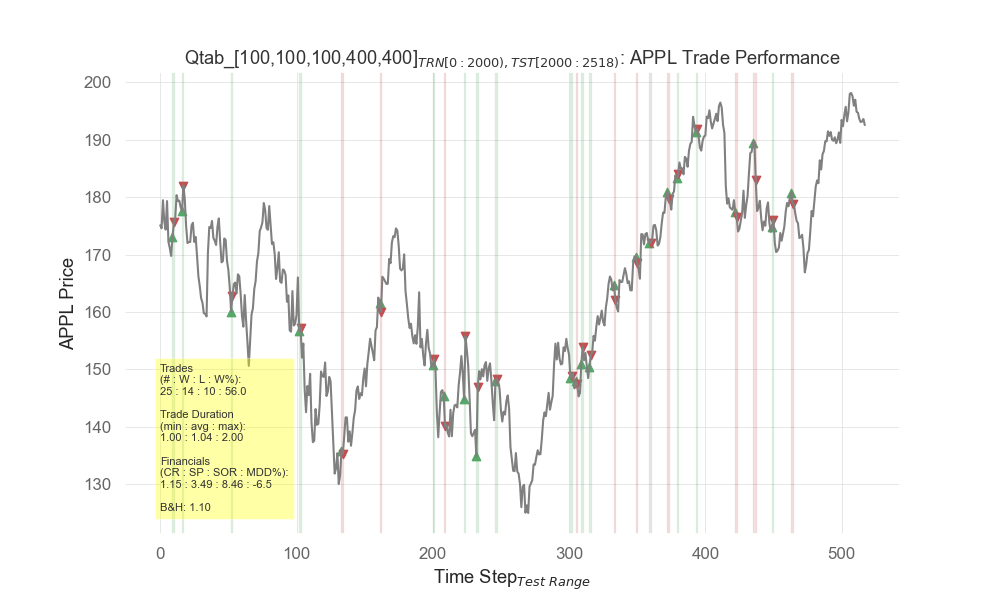 Qtab_[100,100,100,400,400]TRN[0 : 2000), TST[2000 : 2518): APPL Trade Performance
200
190
180
170
160
150
140
130
APPL Price
Trades
(# : W : L : W%):
25 : 14 : 10 : 56.0
Trade Duration
(min : avg : max):
1.00 : 1.04 : 2.00
Financials
(CR : SP : SOR : MDD%):
1.15 : 3.49 : 8.46 : -6.5
B&H: 1.10
0 100 200 300 400 500
Time StepTest Range